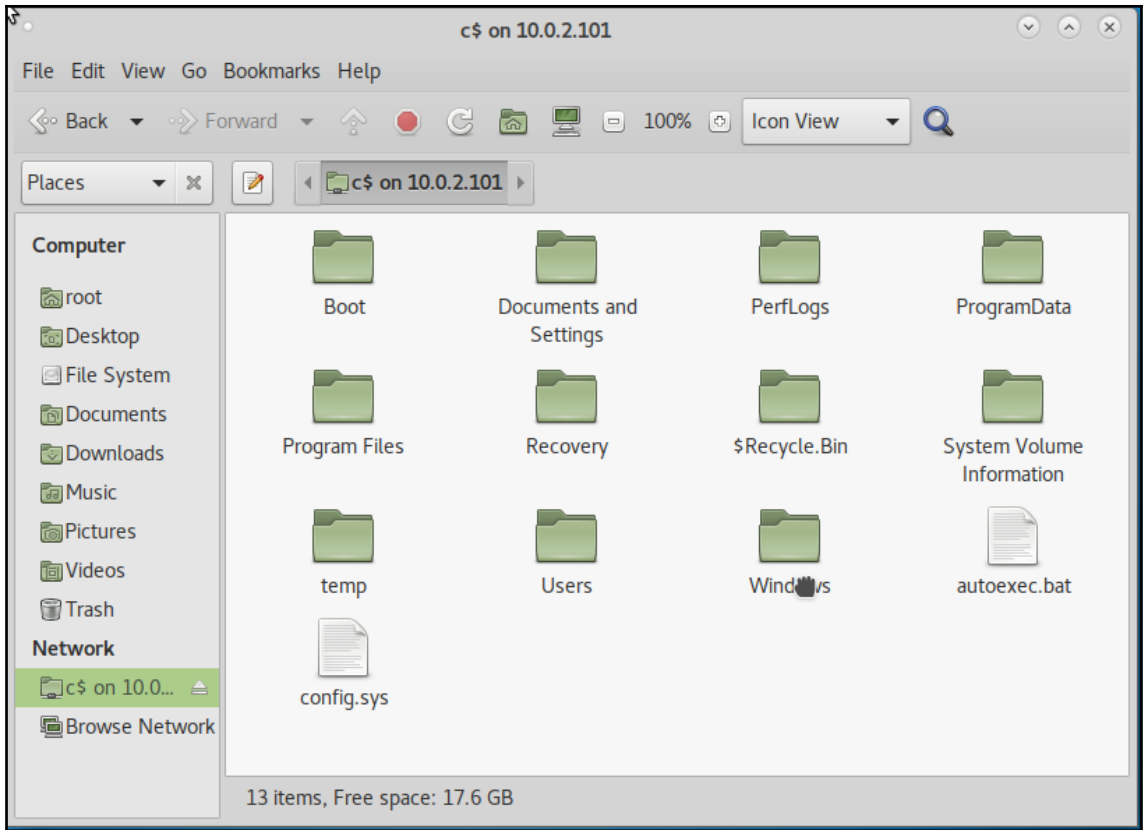 c$ on 10.0.2.101
File Edit View Go Bookmarks Help
Back Forward 100% Icon View
Places c$ on 10.0.2.101
Computer
root
Desktop
File System
Documents
Downloads
Music
Pictures
Videos
Trash
Network
c$ on 10.0...
Browse Network
Boot Documents and Settings PerfLogs ProgramData
Program Files Recovery $Recycle.Bin System Volume Information
temp Users autoexec.bat
config.sys
13 items, Free space: 17.6 GB